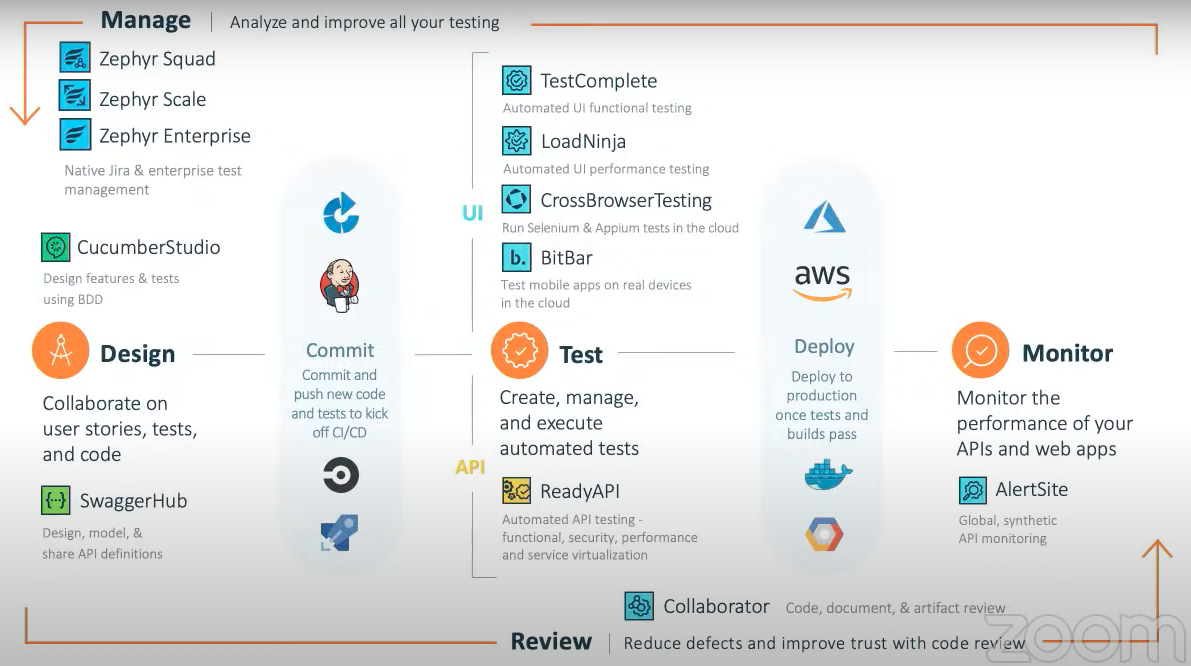 Manage | Analyze and improve all your testing
Zephyr Squad
Zephyr Scale
Zephyr Enterprise
Native Jira & enterprise test
management
CucumberStudio
Design features & tests
using BDD
Design
Collaborate on
user stories, tests,
and code
SwaggerHub
Design, model, &
share API definitions
Commit
Commit and
push new code
and tests to kick
off CI/CD
UI
TestComplete
Automated UI functional testing
LoadNinja
Automated UI performance testing
CrossBrowserTesting
Run Selenium & Appium tests in the cloud
b.
BitBar
Test mobile apps on real devices
in the cloud
Test
Create, manage,
and execute
automated tests
API
ReadyAPI
Automated API testing -
functional, security, performance
and service virtualization
aws
Deploy
Deploy to
production
once tests and
builds pass
Monitor
Monitor the
performance of your
APIs and web apps
AlertSite
Global, synthetic
API monitoring
Collaborator Code, document, & artifact review
Review | Reduce defects and improve trust with code review
zoom